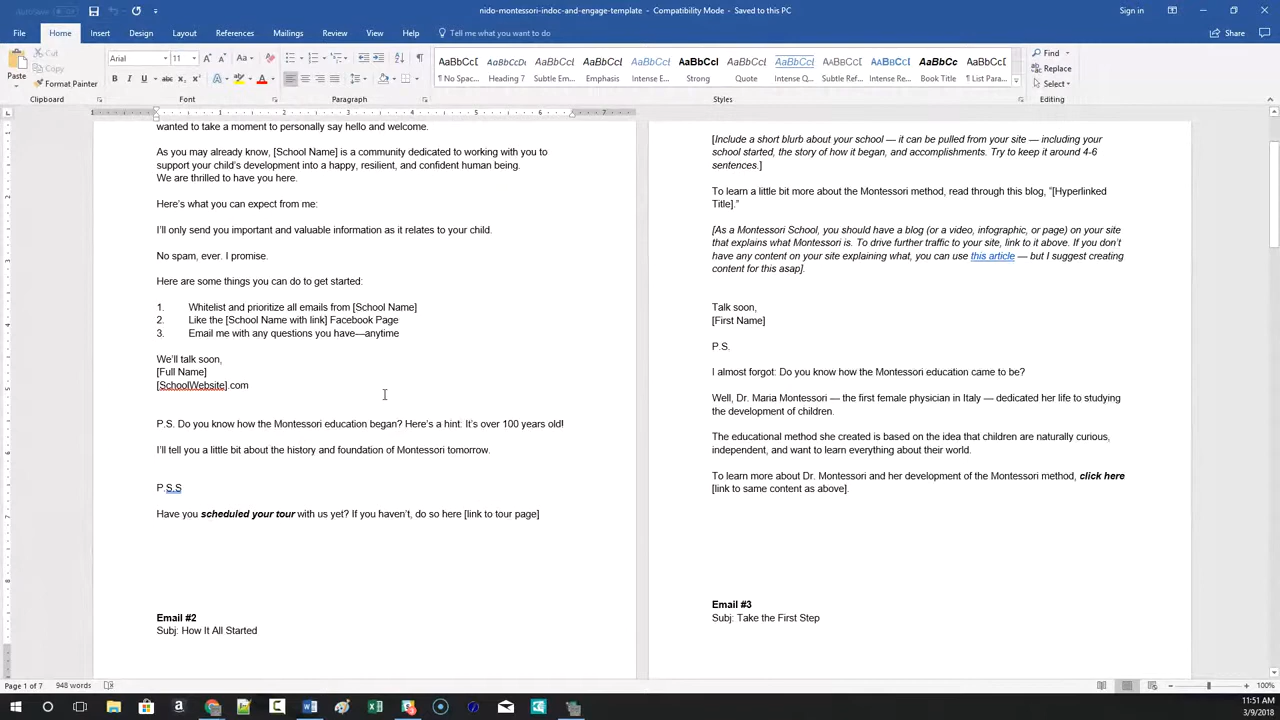 nido-montessori-indoc-and-engage-template - Compatibility Mode - Saved to this PC
Sign in
File Home Insert Design Layout References Mailings Review View Help Tell me what you want to do
Share
Paste
Cut
Copy
Format Painter
Clipboard
Arial 11
Font
Paragraph
AaBbCcD AaBbCcDd AaBbCcD AaBbCcD AaBbCcD AaBbCcD AaBbCcD AaBbCcD AaBbCcDd AaBbCcDd AaBbCc AaBbCcD
¶ No Spac... Heading 7 Subtle Em... Emphasis Intense E... Strong Quote Intense Q... Subtle Ref... Intense Re... Book Title ¶ List Para...
Styles
Find
Replace
Select
Editing
wanted to take a moment to personally say hello and welcome.
As you may already know, [School Name] is a community dedicated to working with you to
support your child's development into a happy, resilient, and confident human being.
We are thrilled to have you here.
Here's what you can expect from me:
I'll only send you important and valuable information as it relates to your child.
No spam, ever. I promise.
Here are some things you can do to get started:
1. Whitelist and prioritize all emails from [School Name]
2. Like the [School Name with link] Facebook Page
3. Email me with any questions you have—anytime
We'll talk soon,
[Full Name]
[SchoolWebsite].com
P.S. Do you know how the Montessori education began? Here's a hint. It's over 100 years old!
I'll tell you a little bit about the history and foundation of Montessori tomorrow.
P.S.S
Have you scheduled your tour with us yet? If you haven't, do so here [link to tour page]
Email #2
Subj: How It All Started
[Include a short blurb about your school — it can be pulled from your site — including your
school started, the story of how it began, and accomplishments. Try to keep it around 4-6
sentences.]
To learn a little bit more about the Montessori method, read through this blog, "[Hyperlinked
Title]."
[As a Montessori School, you should have a blog (or a video, infographic, or page) on your site
that explains what Montessori is. To drive further traffic to your site, link to it above. If you don't
have any content on your site explaining what, you can use this article — but I suggest creating
content for this asap].
Talk soon,
[First Name]
P.S.
I almost forgot: Do you know how the Montessori education came to be?
Well, Dr. Maria Montessori — the first female physician in Italy — dedicated her life to studying
the development of children.
The educational method she created is based on the idea that children are naturally curious,
independent, and want to learn everything about their world.
To learn more about Dr. Montessori and her development of the Montessori method, click here
[link to same content as above].
Email #3
Subj: Take the First Step
Page 1 of 7 948 words
100%
11:51 AM
3/9/2018